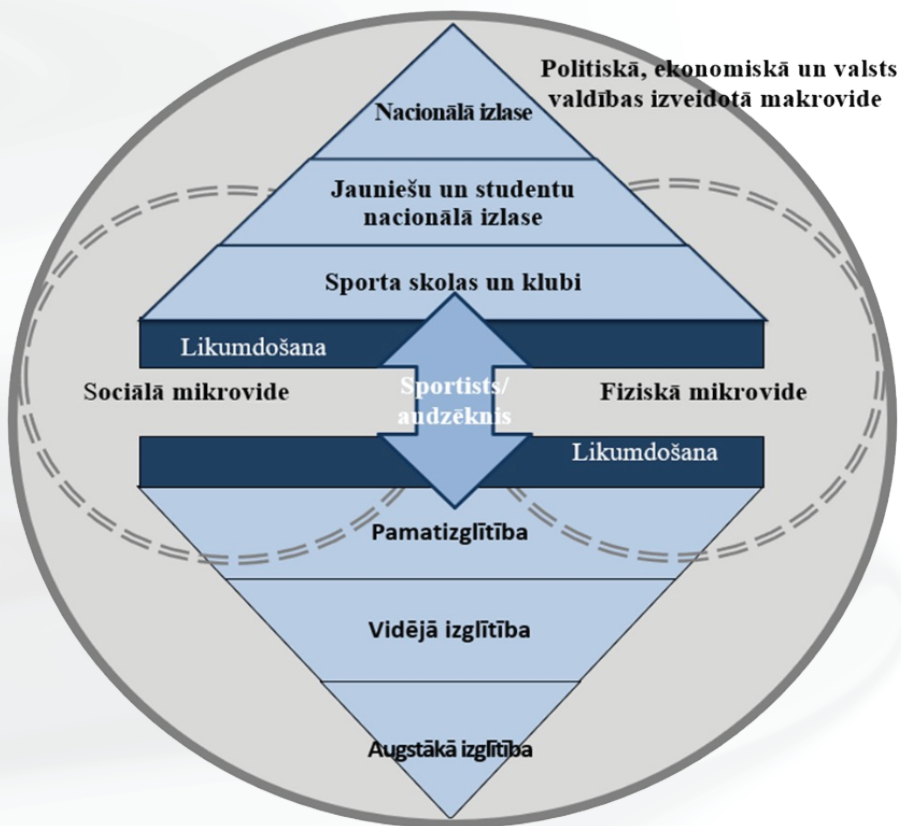 Politiskā, ekonomiskā un valsts
valdības izveidotā makrovide
Nacionālā izlase
Jauniešu un studentu
nacionālā izlase
Sporta skolas un klubi
Likumdošana
Sociālā mikrovide
Sportists/
audzēknis
Fiziskā mikrovide
Likumdošana
Pamatizglītība
Vidējā izglītība
Augstākā izglītība